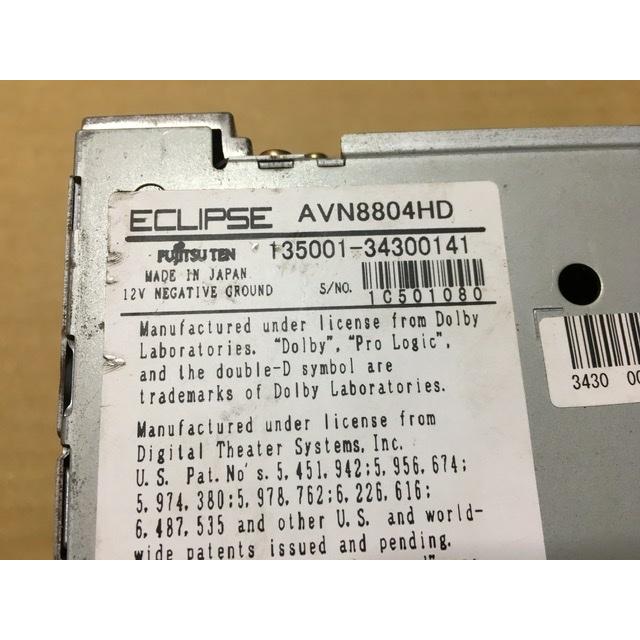 ECLIPSE AVN8804HD
FUJITSU TEN 135001-34300141
MADE IN JAPAN
12V NEGATIVE GROUND S/NO.
1C501080
Manufactured under license from Dolby
Laboratories. “Dolby”, “Pro Logic”,
and the double-D symbol are
trademarks of Dolby Laboratories.
Manufactured under license from
Digital Theater Systems, Inc.
U.S. Pat. No's. 5,451,942;5,956,674;
5,974,380;5,978,762;6,226,616;
6,487,535 and other U.S. and world-
wide patents issued and pending.
3430 00